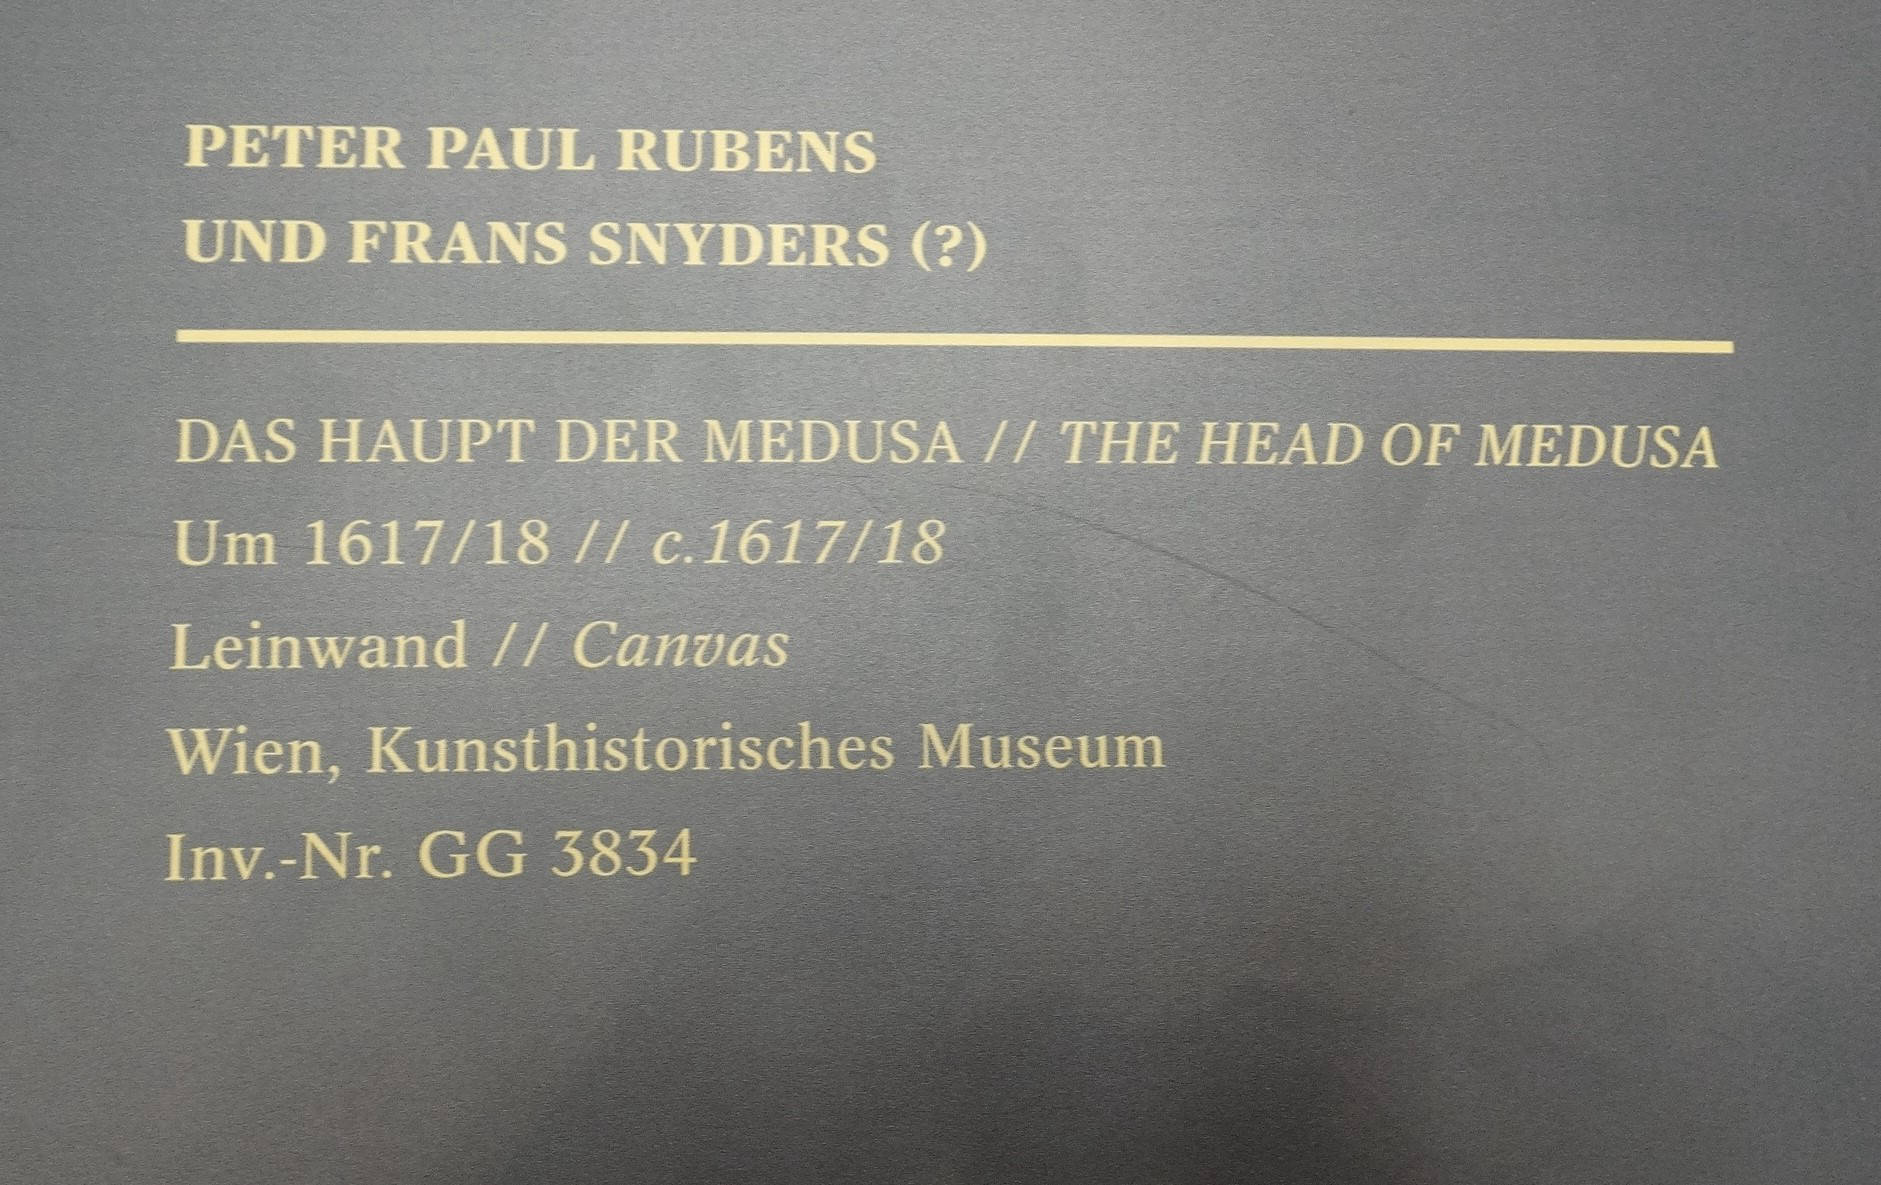 PETER PAUL RUBENS
UND FRANS SNYDERS (?)
DAS HAUPT DER MEDUSA // THE HEAD OF MEDUSA
Um 1617/18 // c.1617/18
Leinwand // Canvas
Wien, Kunsthistorisches Museum
Inv.-Nr. GG 3834